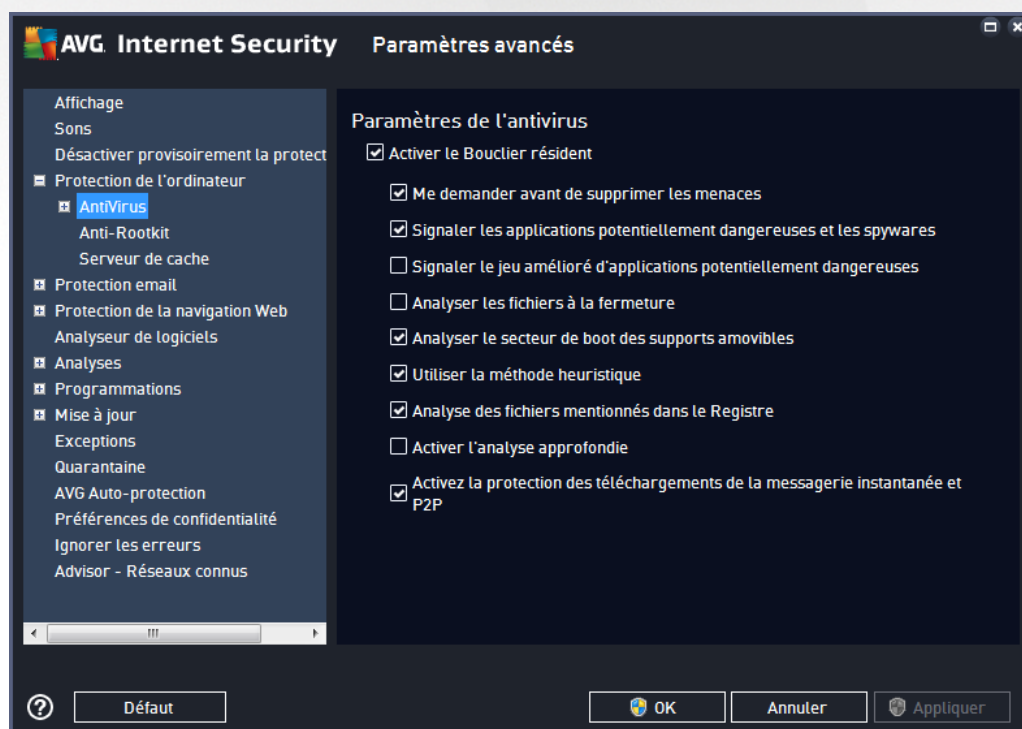 AVG. Internet Security Paramètres avancés
Affichage
Sons
Désactiver provisoirement la protect
Protection de l'ordinateur
AntiVirus
Anti-Rootkit
Serveur de cache
Protection email
Protection de la navigation Web
Analyseur de logiciels
Analyses
Programmations
Mise à jour
Exceptions
Quarantaine
AVG Auto-protection
Préférences de confidentialité
Ignorer les erreurs
Advisor - Réseaux connus
Paramètres de l'antivirus
Activer le Bouclier résident
Me demander avant de supprimer les menaces
Signaler les applications potentiellement dangereuses et les spywares
Signaler le jeu amélioré d'applications potentiellement dangereuses
Analyser les fichiers à la fermeture
Analyser le secteur de boot des supports amovibles
Utiliser la méthode heuristique
Analyse des fichiers mentionnés dans le Registre
Activer l'analyse approfondie
Activez la protection des téléchargements de la messagerie instantanée et
P2P
Défaut
OK
Annuler
Appliquer